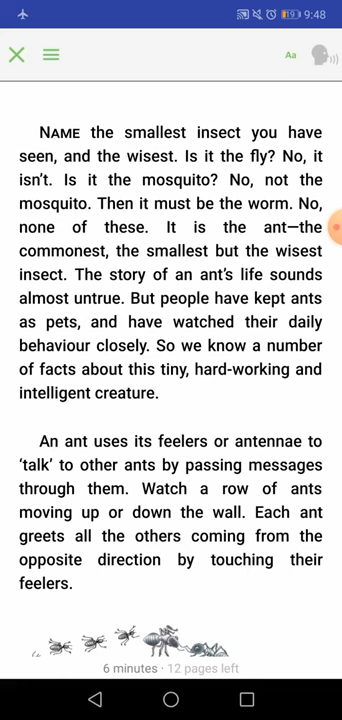 19 9:48
Aa
NAME the smallest insect you have
seen, and the wisest. Is it the fly? No, it
isn't. Is it the mosquito? No, not the
mosquito. Then it must be the worm. No,
none of these. It is the ant—the
commonest, the smallest but the wisest
insect. The story of an ant's life sounds
almost untrue. But people have kept ants
as pets, and have watched their daily
behaviour closely. So we know a number
of facts about this tiny, hard-working and
intelligent creature.
An ant uses its feelers or antennae to
‘talk’ to other ants by passing messages
through them. Watch a row of ants
moving up or down the wall. Each ant
greets all the others coming from the
opposite direction by touching their
feelers.
6 minutes · 12 pages left